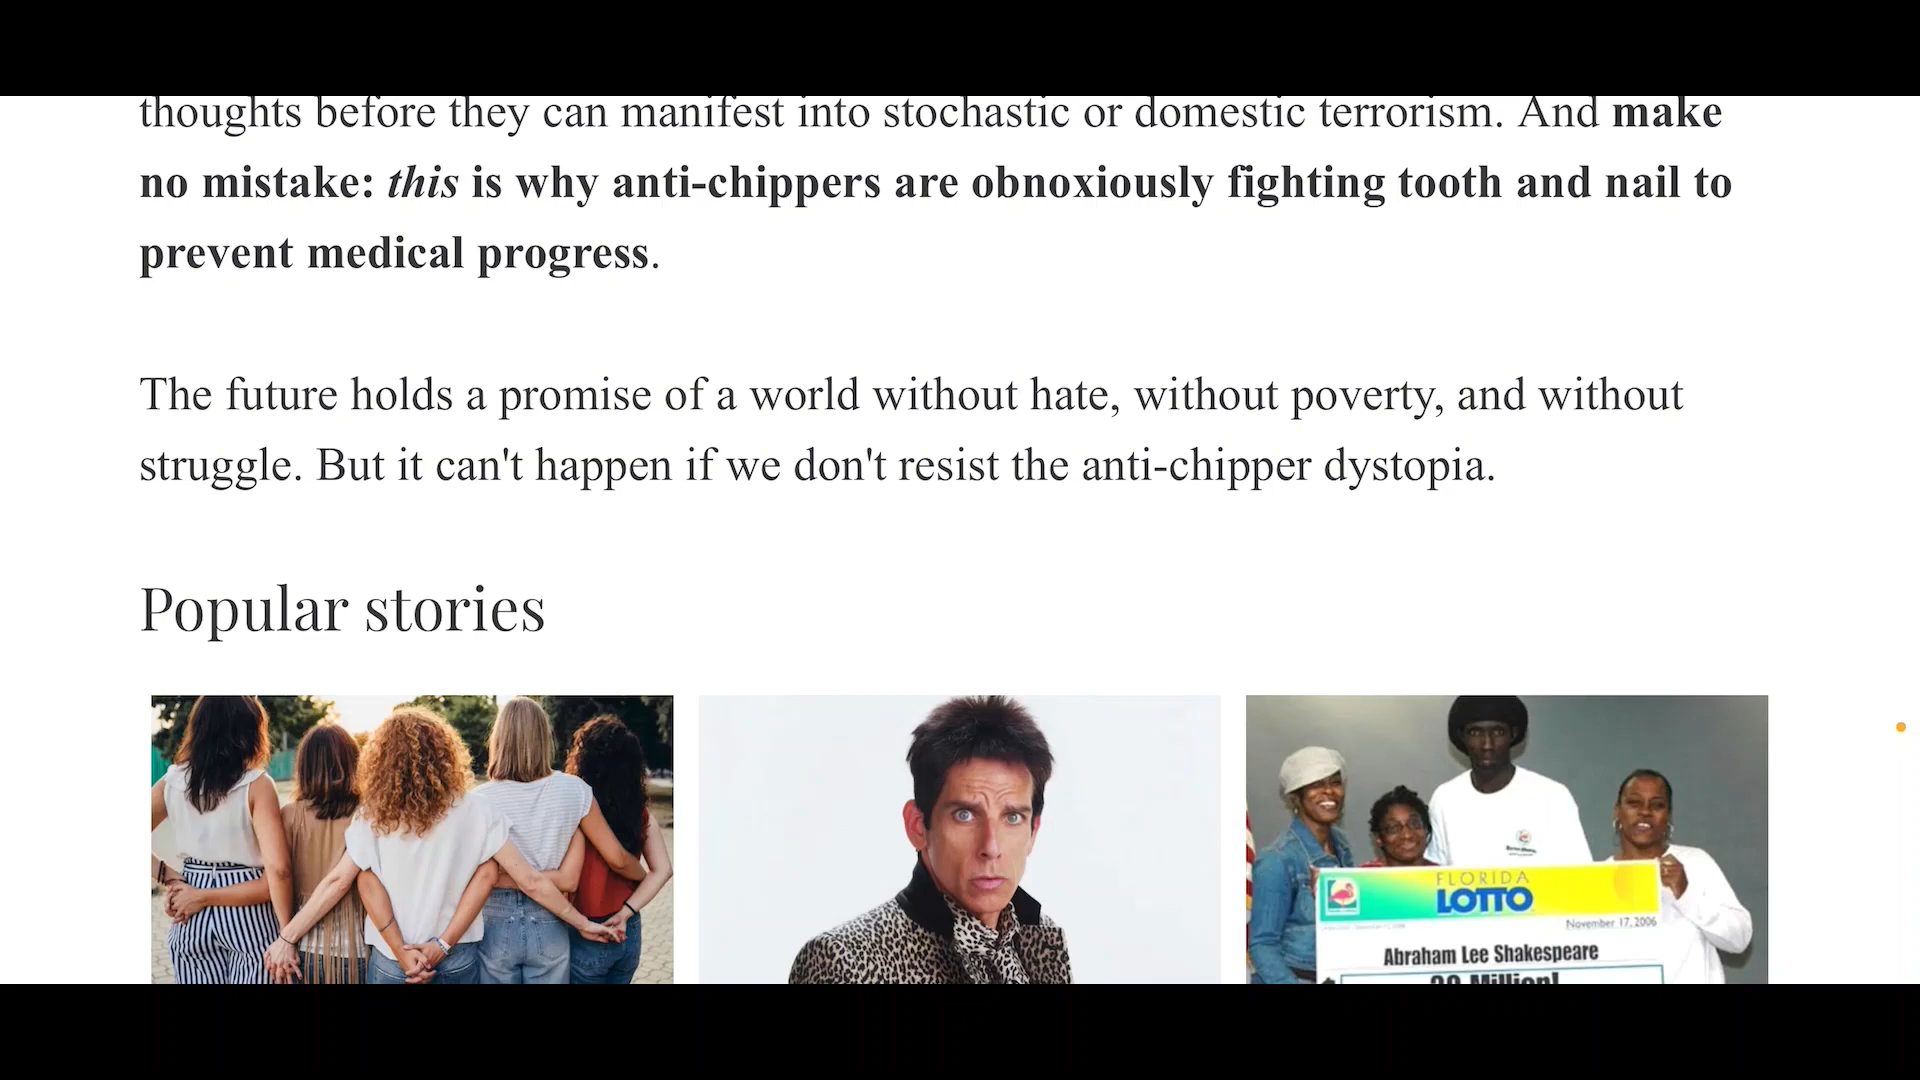 thoughts before they can manifest into stochastic or domestic terrorism. And make
no mistake: this is why anti-chippers are obnoxiously fighting tooth and nail to
prevent medical progress.
The future holds a promise of a world without hate, without poverty, and without
struggle. But it can't happen if we don't resist the anti-chipper dystopia.
Popular stories
FLORIDA
LOTTO
November 17, 2006
Abraham Lee Shakespeare
Million!